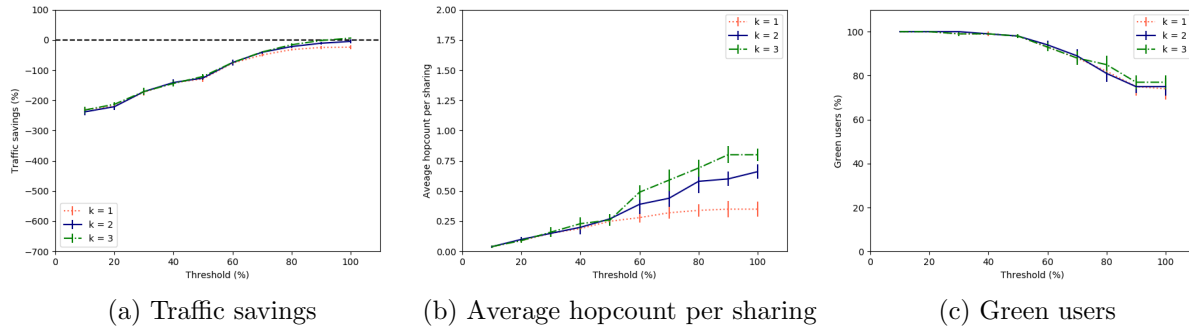 100
0
−100
−200
−300
−400
−500
−600
−700
Traffic savings (%)
0
20
40
60
80
100
Threshold (%)
k = 1
k = 2
k = 3
2.00
1.75
1.50
1.25
1.00
0.75
0.50
0.25
0.00
Aveage hopcount per sharing
0
20
40
60
80
100
Threshold (%)
k = 1
k = 2
k = 3
100
80
60
40
20
0
Green users (%)
0
20
40
60
80
100
Threshold (%)
k = 1
k = 2
k = 3
(a) Traffic savings
(b) Average hopcount per sharing
(c) Green users